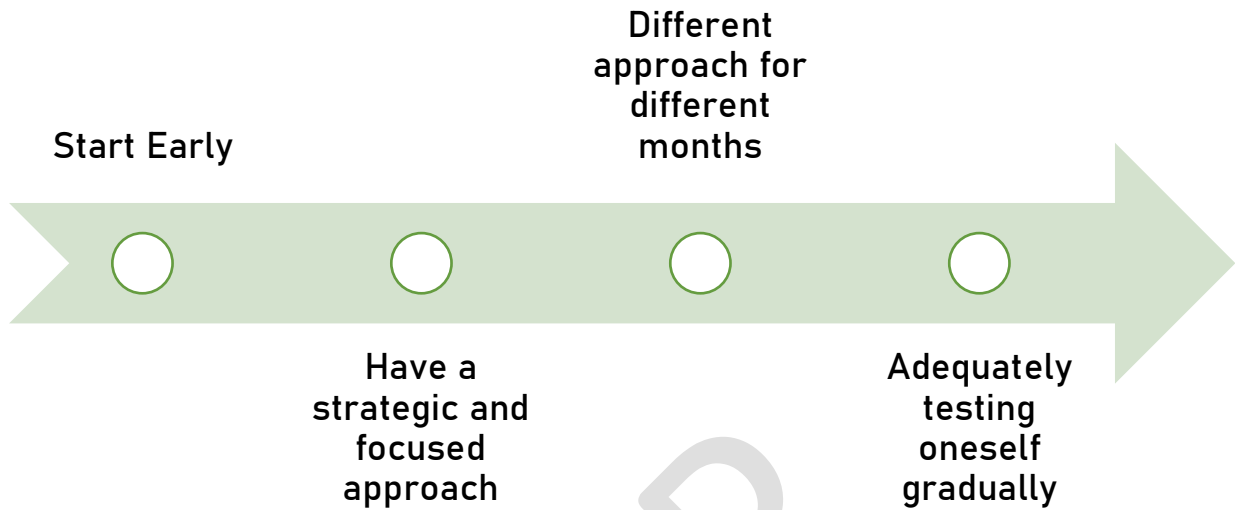 Start Early
Have a
strategic and
focused
approach
Different
approach for
different
months
Adequately
testing
oneself
gradually